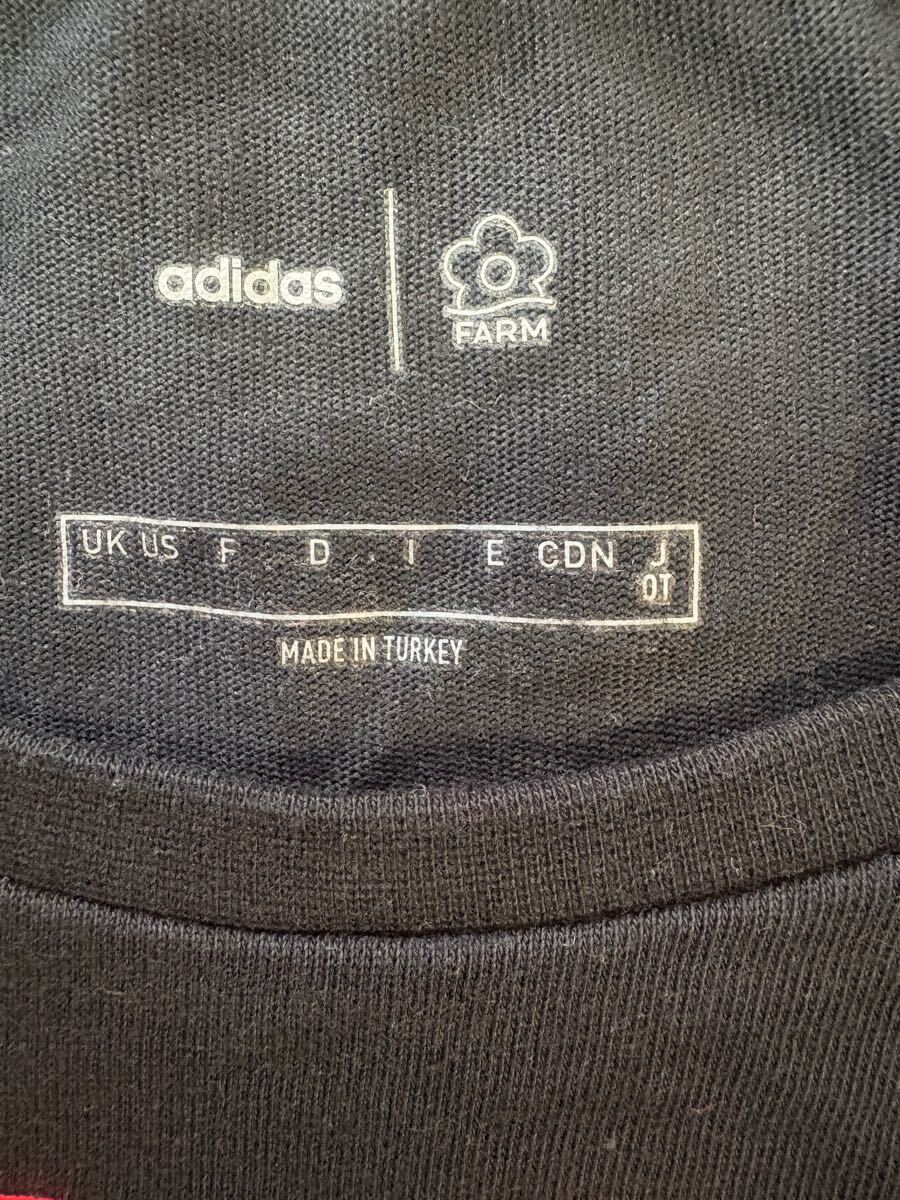 adidas
FARM
UK US F D I E CDN J
OT
MADE IN TURKEY